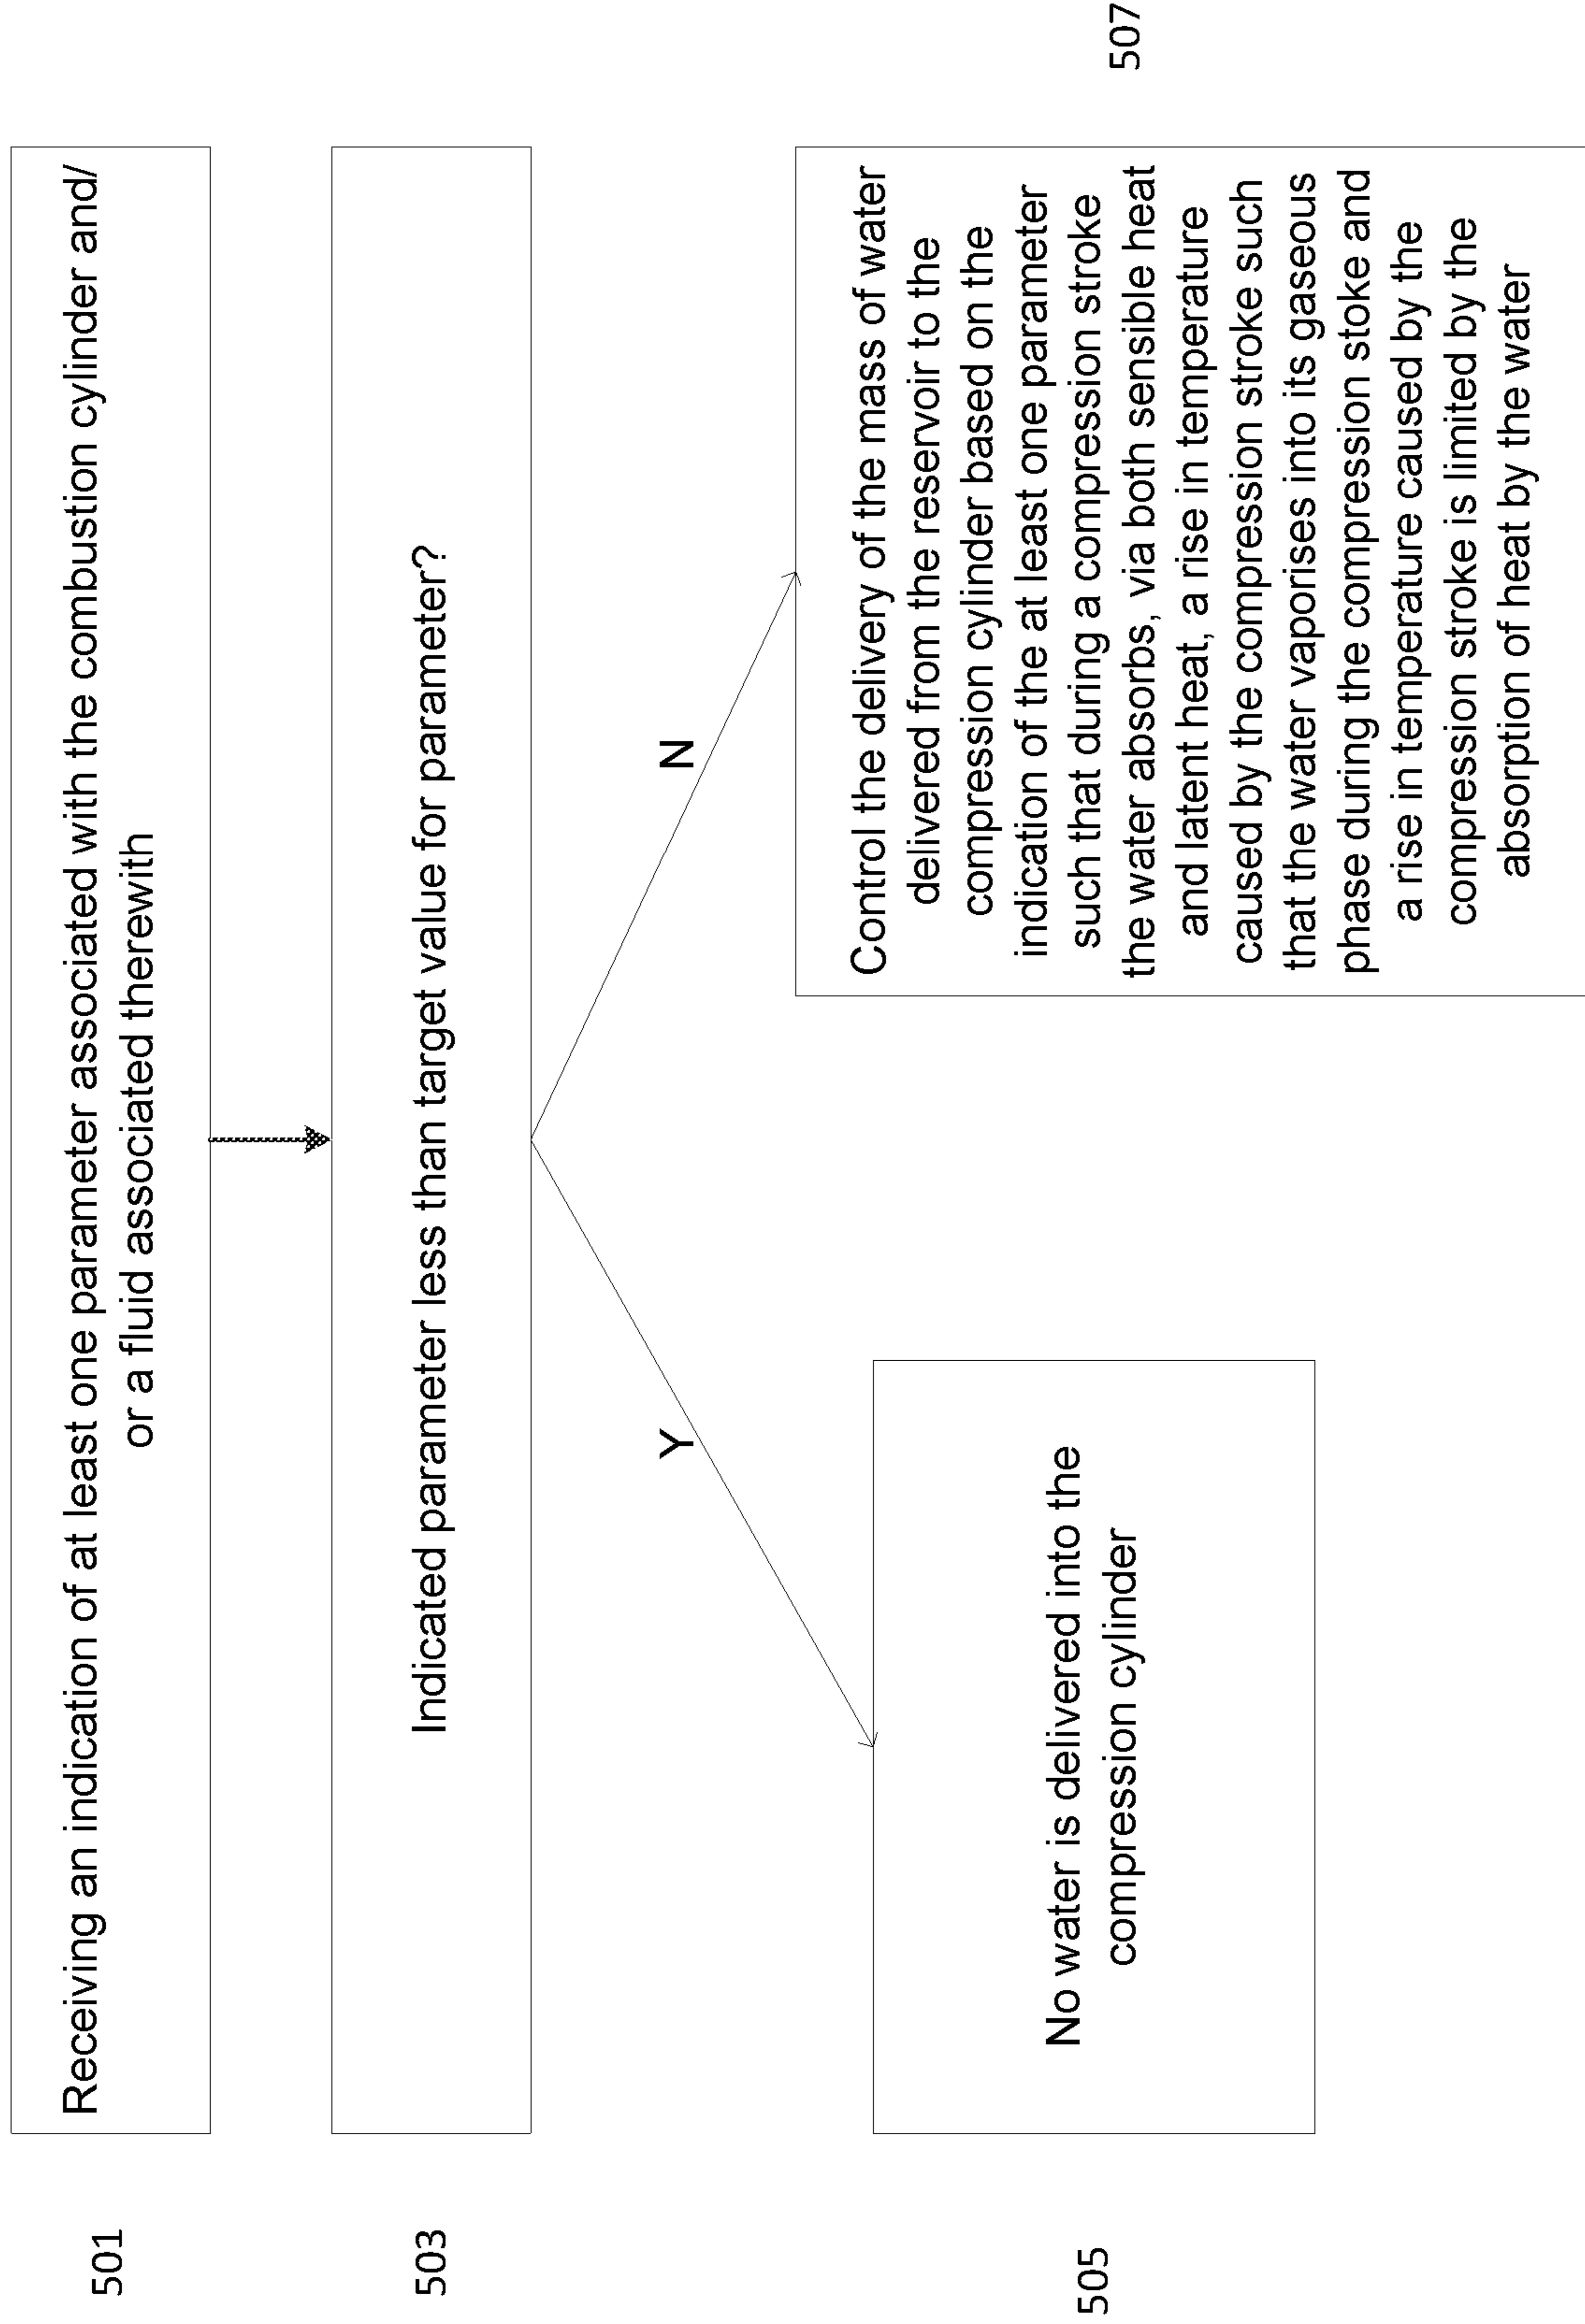 501
Receiving an indication of at least one parameter associated with the combustion cylinder and/
or a fluid associated therewith
503
Indicated parameter less than target value for parameter?
Y
N
505
No water is delivered into the
compression cylinder
Control the delivery of the mass of water
delivered from the reservoir to the
compression cylinder based on the
indication of the at least one parameter
such that during a compression stroke
the water absorbs, via both sensible heat
and latent heat, a rise in temperature
caused by the compression stroke such
that the water vaporises into its gaseous
phase during the compression stoke and
a rise in temperature caused by the
compression stroke is limited by the
absorption of heat by the water
507